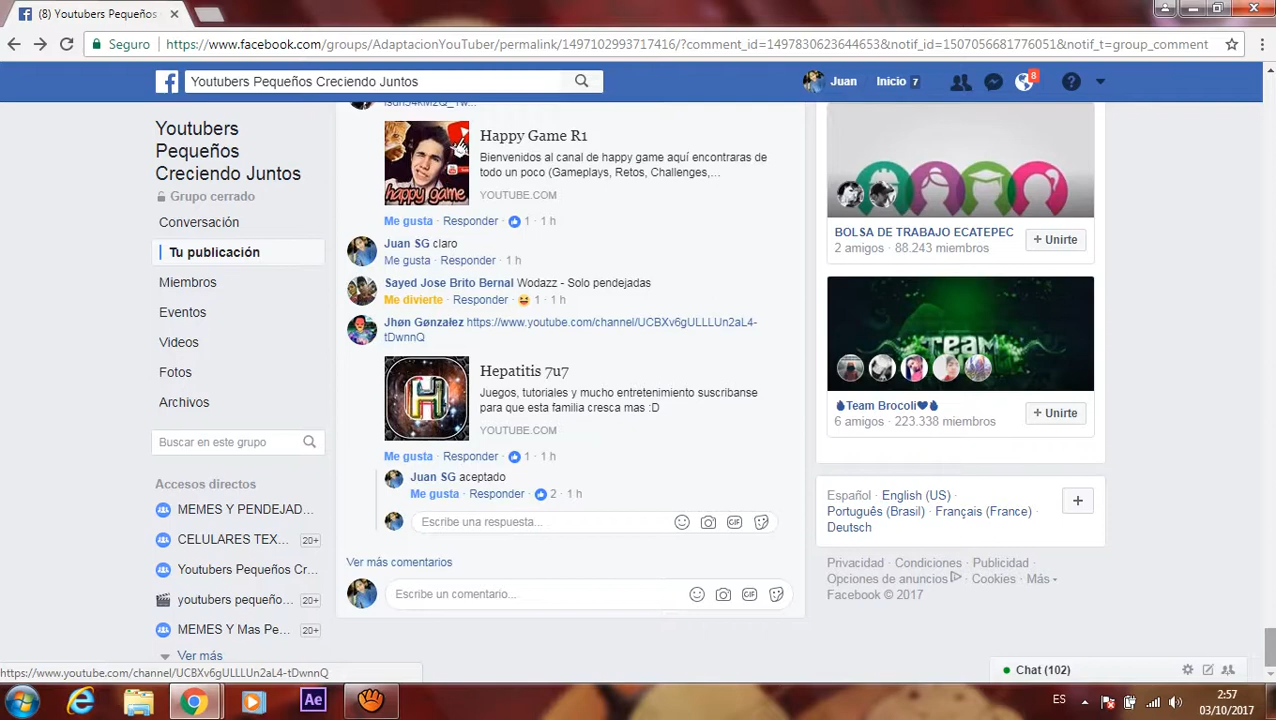 (8) Youtubers Pequeños
Seguro
https://www.facebook.com/groups/AdaptacionYouTuber/permalink/1497102993717416/?comment_id=1497830623644653&notif_id=1507056681776051&notif_t=group_comment
Youtubers Pequeños Creciendo Juntos
Juan
Inicio 7
8
Youtubers
Pequeños
Creciendo Juntos
Grupo cerrado
Conversación
Tu publicación
Miembros
Eventos
Videos
Fotos
Archivos
Buscar en este grupo
Accesos directos
MEMES Y PENDEJAD...
CELULARES TEX... 20+
Youtubers Pequeños Cr...
youtubers pequeño... 20+
MEMES Y Mas Pe... 20+
Ver más
happy game
Happy Game R1
Bienvenidos al canal de happy game aquí encontraras de
todo un poco (Gameplays, Retos, Challenges,...
YOUTUBE.COM
Me gusta · Responder · 1 · 1 h
Juan SG claro
Me gusta · Responder · 1 h
Sayed Jose Brito Bernal Wodazz - Solo pendejadas
Me divierte · Responder · 1 · 1 h
Jhøn Gønzałez https://www.youtube.com/channel/UCBXv6gULLLUn2aL4-
tDwnnQ
H
Hepatitis 7u7
Juegos, tutoriales y mucho entretenimiento suscribanse
para que esta familia cresca mas :D
YOUTUBE.COM
Me gusta · Responder · 1 · 1 h
Juan SG aceptado
Me gusta · Responder · 2 · 1 h
Escribe una respuesta...
GIF
Ver más comentarios
Escribe un comentario...
GIF
BOLSA DE TRABAJO ECATEPEC
2 amigos · 88.243 miembros
+ Unirte
TEAM
Team Brocoli
6 amigos · 223.338 miembros
+ Unirte
Español · English (US) ·
Português (Brasil) · Français (France) ·
Deutsch
+
Privacidad · Condiciones · Publicidad ·
Opciones de anuncios · Cookies · Más
Facebook © 2017
https://www.youtube.com/channel/UCBXv6gULLLUn2aL4-tDwnnQ
Chat (102)
Ae
ES
2:57
03/10/2017